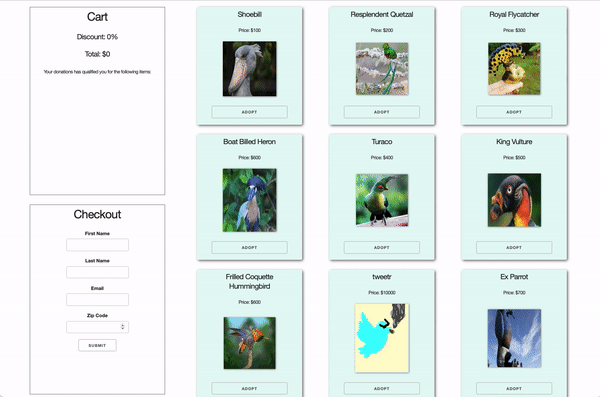 Cart
Discount: 0%
Total: $0
Your donations has qualified you for the following items:
Checkout
First Name
Last Name
Email
Zip Code
SUBMIT
Shoebill
Price: $100
ADOPT
Resplendent Quetzal
Price: $200
ADOPT
Royal Flycatcher
Price: $300
ADOPT
Boat Billed Heron
Price: $600
ADOPT
Turaco
Price: $400
ADOPT
King Vulture
Price: $500
ADOPT
Frilled Coquette
Hummingbird
Price: $600
ADOPT
tweetr
Price: $10000
ADOPT
Ex Parrot
Price: $700
ADOPT